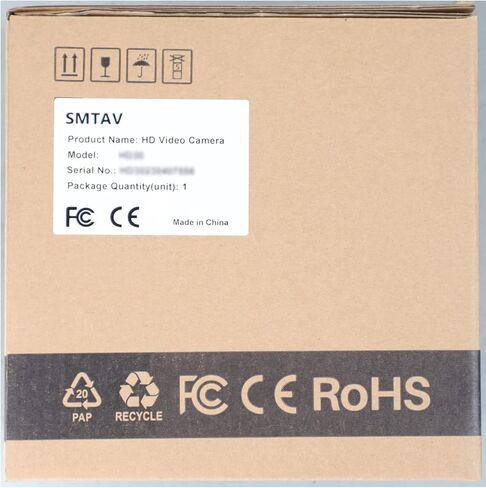 SMTAV
Product Name: HD Video Camera
Model:
Serial No.:
Package Quantity(unit): 1
FC CE Made in China
20
PAP
RECYCLE
FC CE RoHS